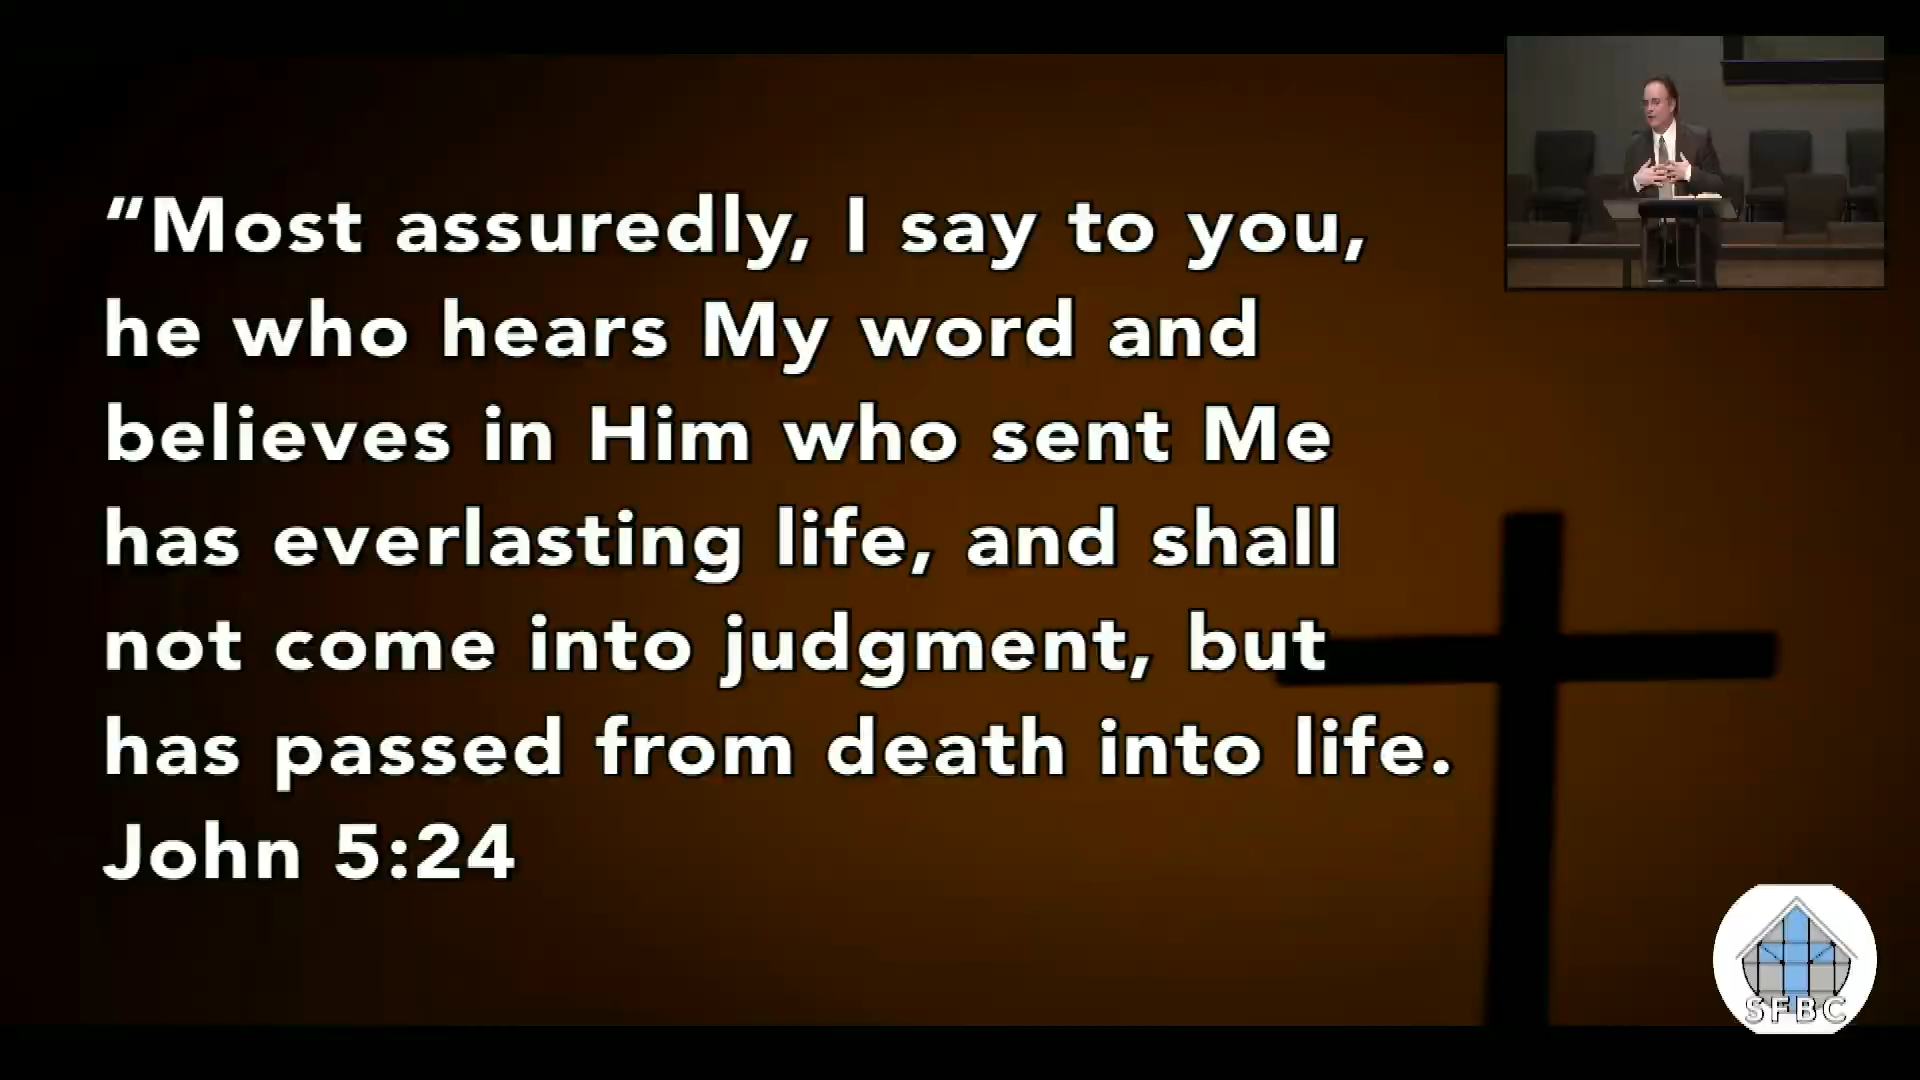 “Most assuredly, I say to you,
he who hears My word and
believes in Him who sent Me
has everlasting life, and shall
not come into judgment, but
has passed from death into life.
John 5:24
SFBC